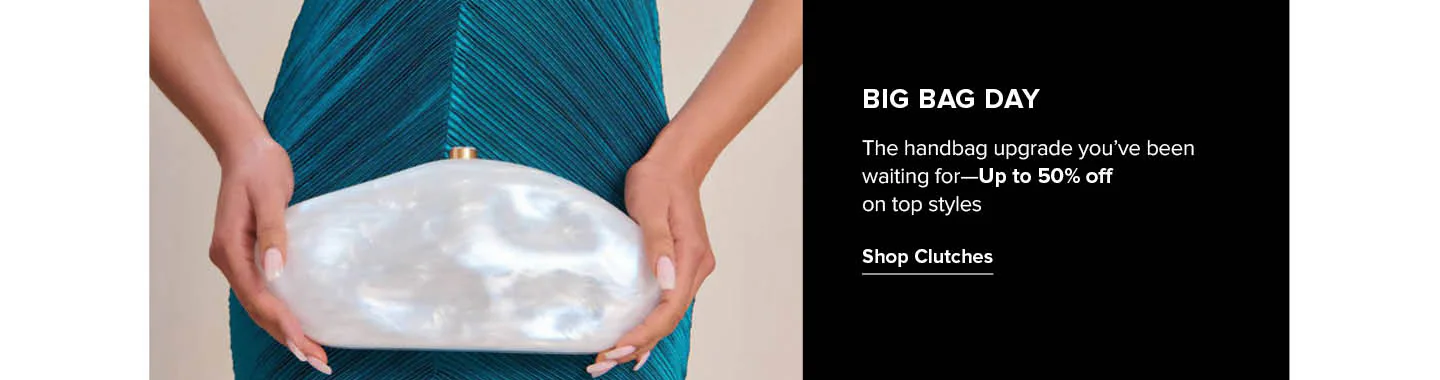 BIG BAG DAY
The handbag upgrade you’ve been
waiting for—Up to 50% off
on top styles
Shop Clutches